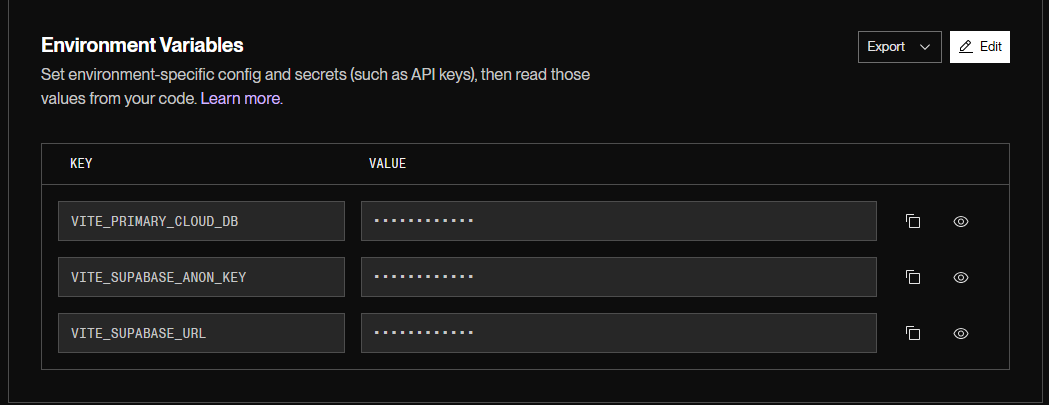 Environment Variables
Export
Edit
Set environment-specific config and secrets (such as API keys), then read those
values from your code. Learn more.
KEY VALUE
VITE_PRIMARY_CLOUD_DB ••••••••••••
VITE_SUPABASE_ANON_KEY ••••••••••••
VITE_SUPABASE_URL ••••••••••••